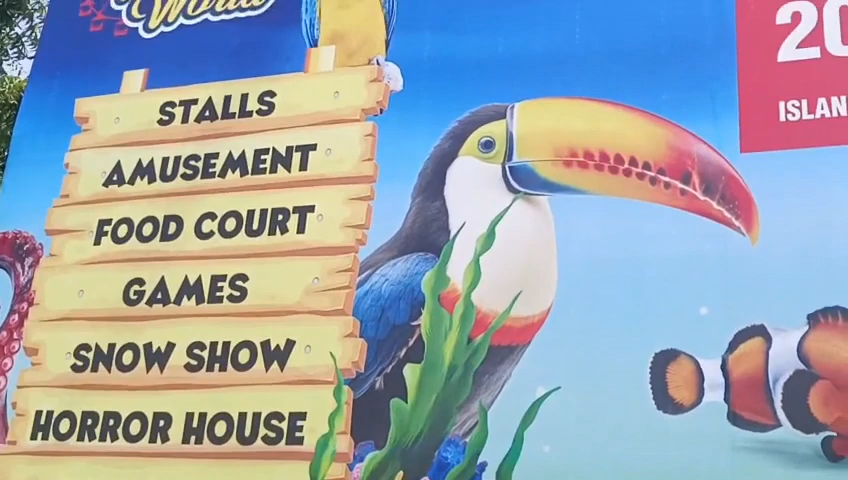 World
20
ISLAN
STALLS
AMUSEMENT
FOOD COURT
GAMES
SNOW SHOW
HORROR HOUSE